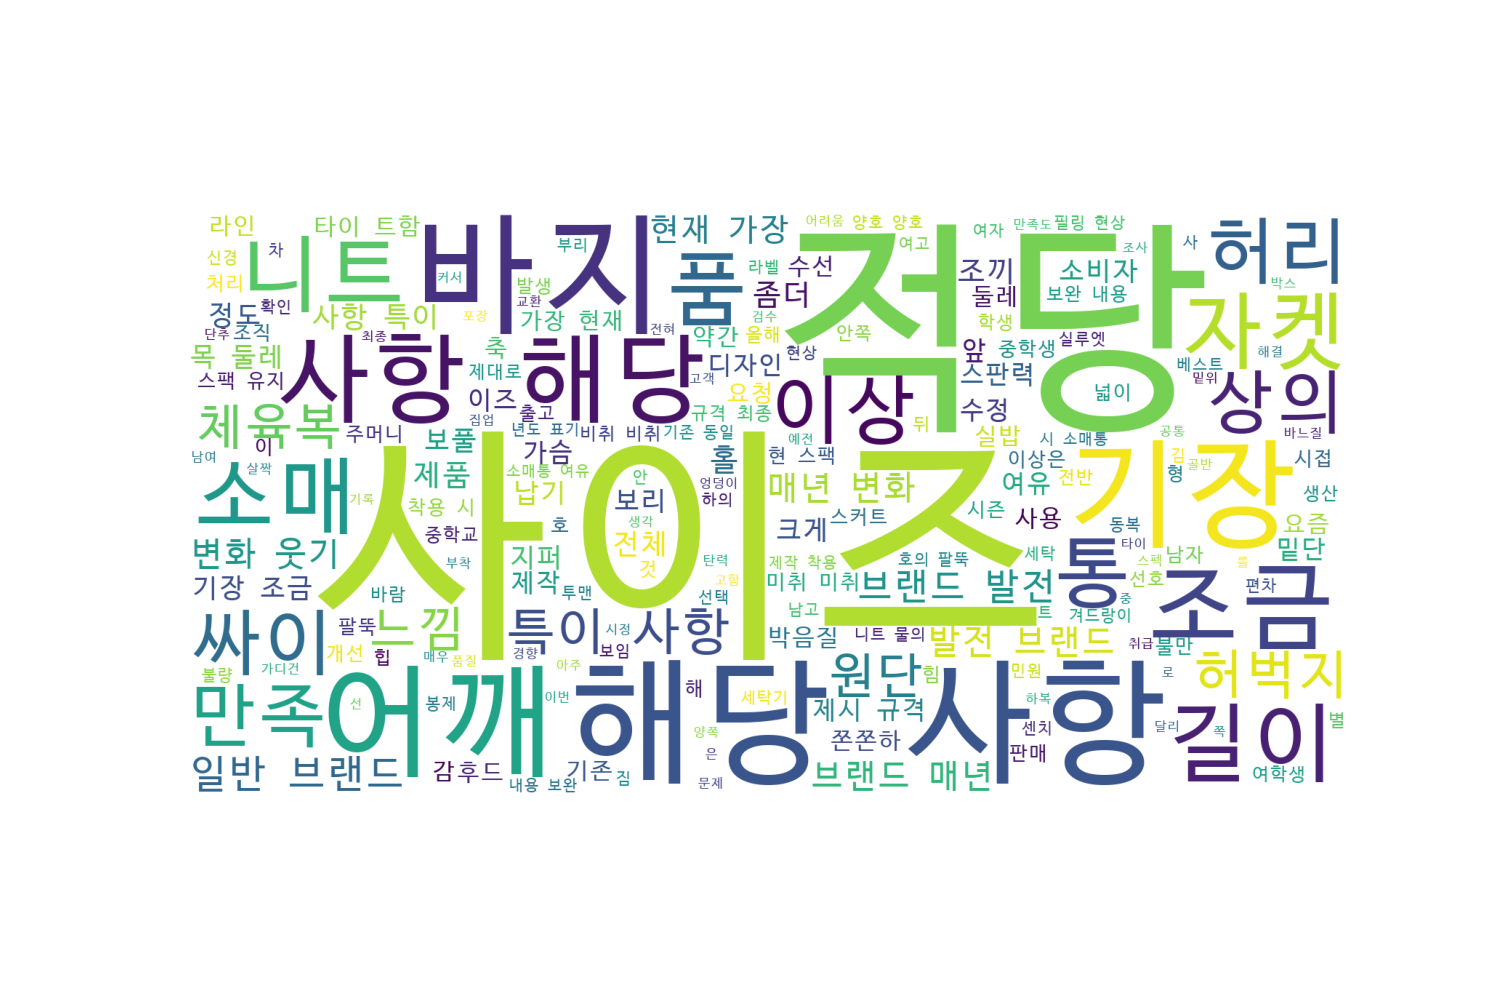 라인
타이 트함
부리
현재 가장
어려움
양호 양호
여자
만족도
필링 현상
신경
차
니트
바지
품
라벨
수선
적당
여고
조끼
조사
사
소비자
허리
처리
커서
발생
좀더
둘레
보완 내용
박스
정도
확인
사항 특이
교환
가장 현재
포장
검수
안쪽
학생
자켓
단추
조직
최종
전혀
약간
올해
앞
중학생
실루엣
목 둘레
사항 해당
축
제대로
디자인
현상
이상
스판력
베스트
밑위
해결
스팩 유지
이즈
고객
요청
넓이
상의
체육복
집업
출고
규격 최종
뒤
수정
주머니
보풀
년도 표기
비취 비취
기존 동일
예전
실밥
시 소매통
공통
바느질
남여
이
살짝
가슴
홀
현 스팩
이상은
전반
김
골반
시접
소매
제품
소매통 여유
안
엉덩이
매년 변화
여유
형
기장
기록
착용 시
납기
보리
하의
시즌
생산
사이즈
중학교
호
생각
크게
스커트
사용
동복
요즘
변화 웃기
지퍼
전체
탄력
호의 팔뚝
세탁
타이
남자
밑단
부착
것
제작 착용
통
스펙
기장 조금
제작
고함
미취 미취
브랜드 발전
선호
편차
조금
바람
투맨
선택
남고
트
중
겨드랑이
싸이
팔뚝
느낌
특이 사항
시점
박음질
니트 물의
발전 브랜드
취급
불만
개선
힙
매우
품질
경향
보임
원단
힘
민원
로
허벅지
불량
가디건
아주
만족
어깨
해당 사항
선
봉제
이번
해
세탁기
제시 규격
하복
길이
별
양쪽
쫀쫀하
센치
달리
쪽
일반 브랜드
감
후드
기존
짐
은
판매
여학생
내용 보완
문제
브랜드 매년